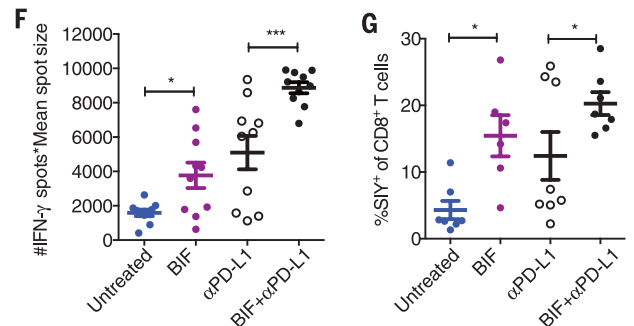 F
#IFN-γ spots*Mean spot size
12000
10000
8000
6000
4000
2000
0
*
***
Untreated
BIF
αPD-L1
BIF+αPD-L1
G
%SIY⁺ of CD8⁺ T cells
30
20
10
0
*
*
Untreated
BIF
αPD-L1
BIF+αPD-L1